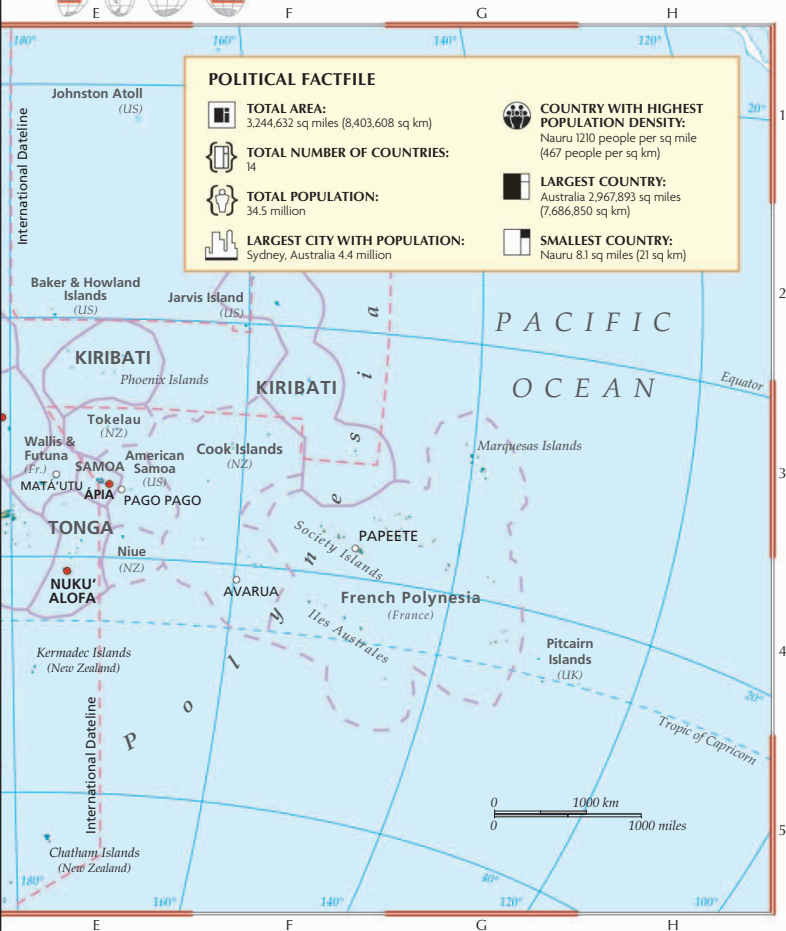 E
F
G
H
180°
160°
140°
120°
POLITICAL FACTFILE
TOTAL AREA:
3,244,632 sq miles (8,403,608 sq km)
TOTAL NUMBER OF COUNTRIES:
14
TOTAL POPULATION:
34.5 million
LARGEST CITY WITH POPULATION:
Sydney, Australia 4.4 million
COUNTRY WITH HIGHEST
POPULATION DENSITY:
Nauru 1210 people per sq mile
(467 people per sq km)
LARGEST COUNTRY:
Australia 2,967,893 sq miles
(7,686,850 sq km)
SMALLEST COUNTRY:
Nauru 8.1 sq miles (21 sq km)
Johnston Atoll
(US)
International Dateline
20°
1
Baker & Howland
Islands
(US)
Jarvis Island
(US)
2
PACIFIC
OCEAN
Equator
KIRIBATI
Phoenix Islands
KIRIBATI
Tokelau
(NZ)
Wallis &
Futuna
(Fr.)
MATÁ'UTU
SAMOA
ÁPIA
American
Samoa
(US)
PAGO PAGO
Cook Islands
(NZ)
Marquesas Islands
3
TONGA
Niue
(NZ)
NUKU'
ALOFA
AVARUA
Society Islands
PAPEETE
French Polynesia
(France)
Iles Australes
Polynesia
Pitcairn
Islands
(UK)
4
Kermadec Islands
(New Zealand)
20°
Tropic of Capricorn
International Dateline
0 1000 km
0 1000 miles
5
Chatham Islands
(New Zealand)
180°
160°
140°
120°
40°
100°
E
F
G
H